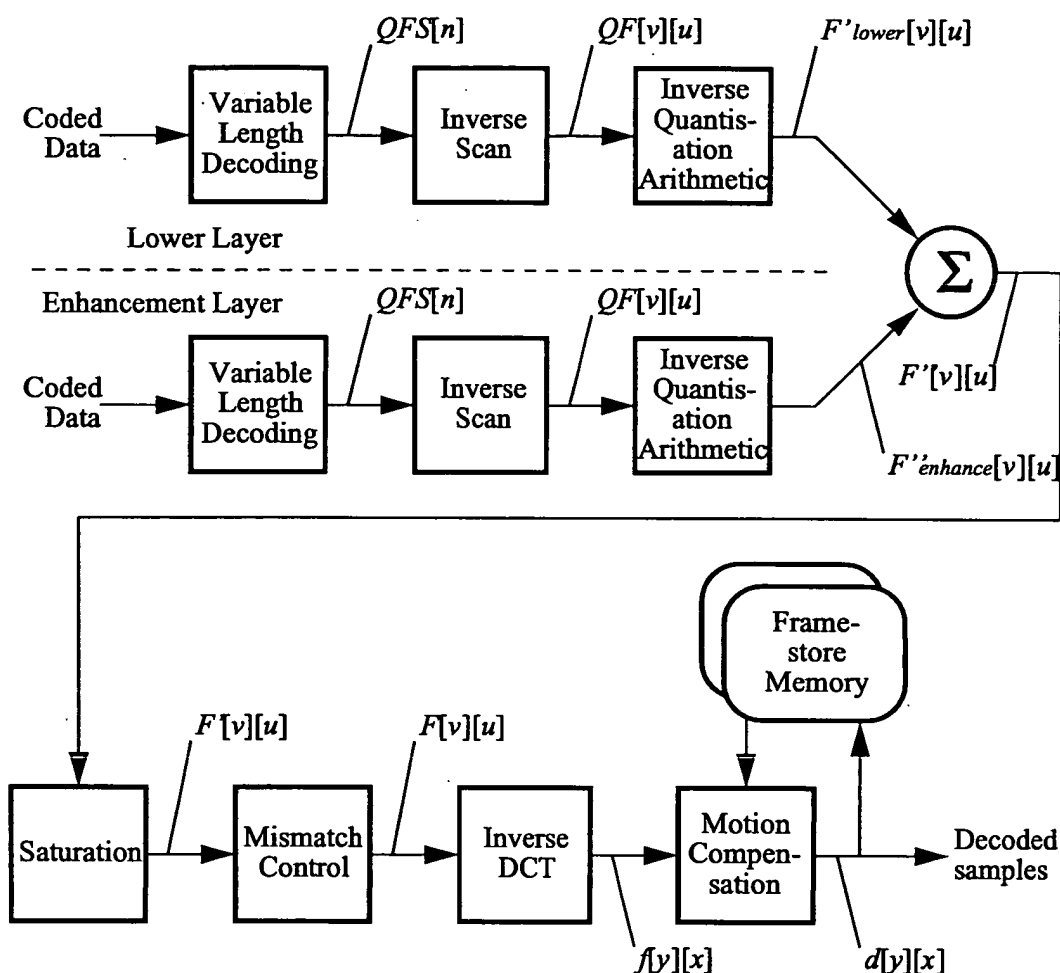 QFS[n]
QF[v][u]
F'lower[v][u]
Coded
Data
Variable
Length
Decoding
Inverse
Scan
Inverse
Quantis-
ation
Arithmetic
Lower Layer
Σ
Enhancement Layer
QFS[n]
QF[v][u]
Coded
Data
Variable
Length
Decoding
Inverse
Scan
Inverse
Quantis-
ation
Arithmetic
F'[v][u]
F''enhance[v][u]
Frame-
store
Memory
F'[v][u]
F[v][u]
Saturation
Mismatch
Control
Inverse
DCT
Motion
Compen-
sation
Decoded
samples
f[y][x]
d[y][x]